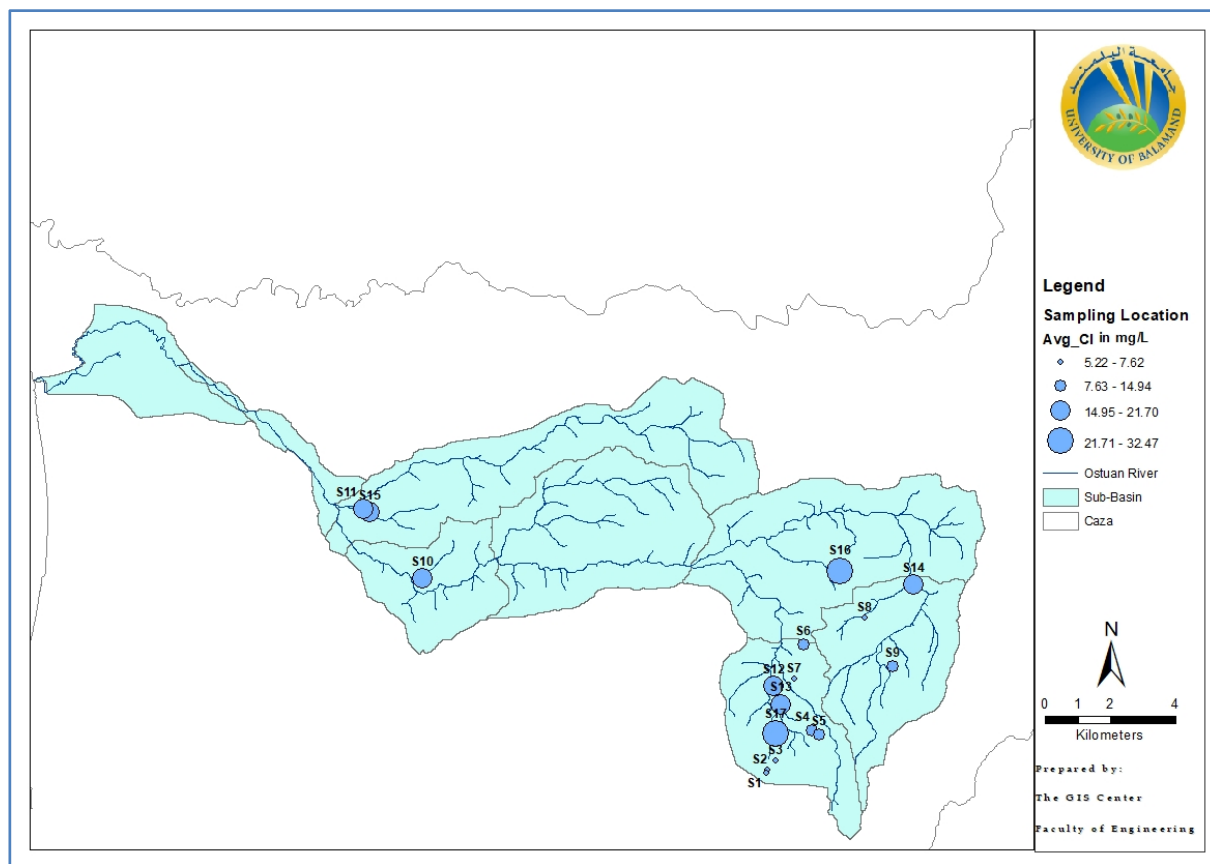 جامعة البلمند
UNIVERSITY OF BALAMAND
Legend
Sampling Location
Avg_Cl in mg/L
5.22 - 7.62
7.63 - 14.94
14.95 - 21.70
21.71 - 32.47
Ostuan River
Sub-Basin
Caza
S11 S15
S10
S16
S14
S8
S6
S9
S12 S7
S13
S17 S4 S5
S3
S2
S1
N
0 1 2 4
Kilometers
Prepared by:
The GIS Center
Faculty of Engineering